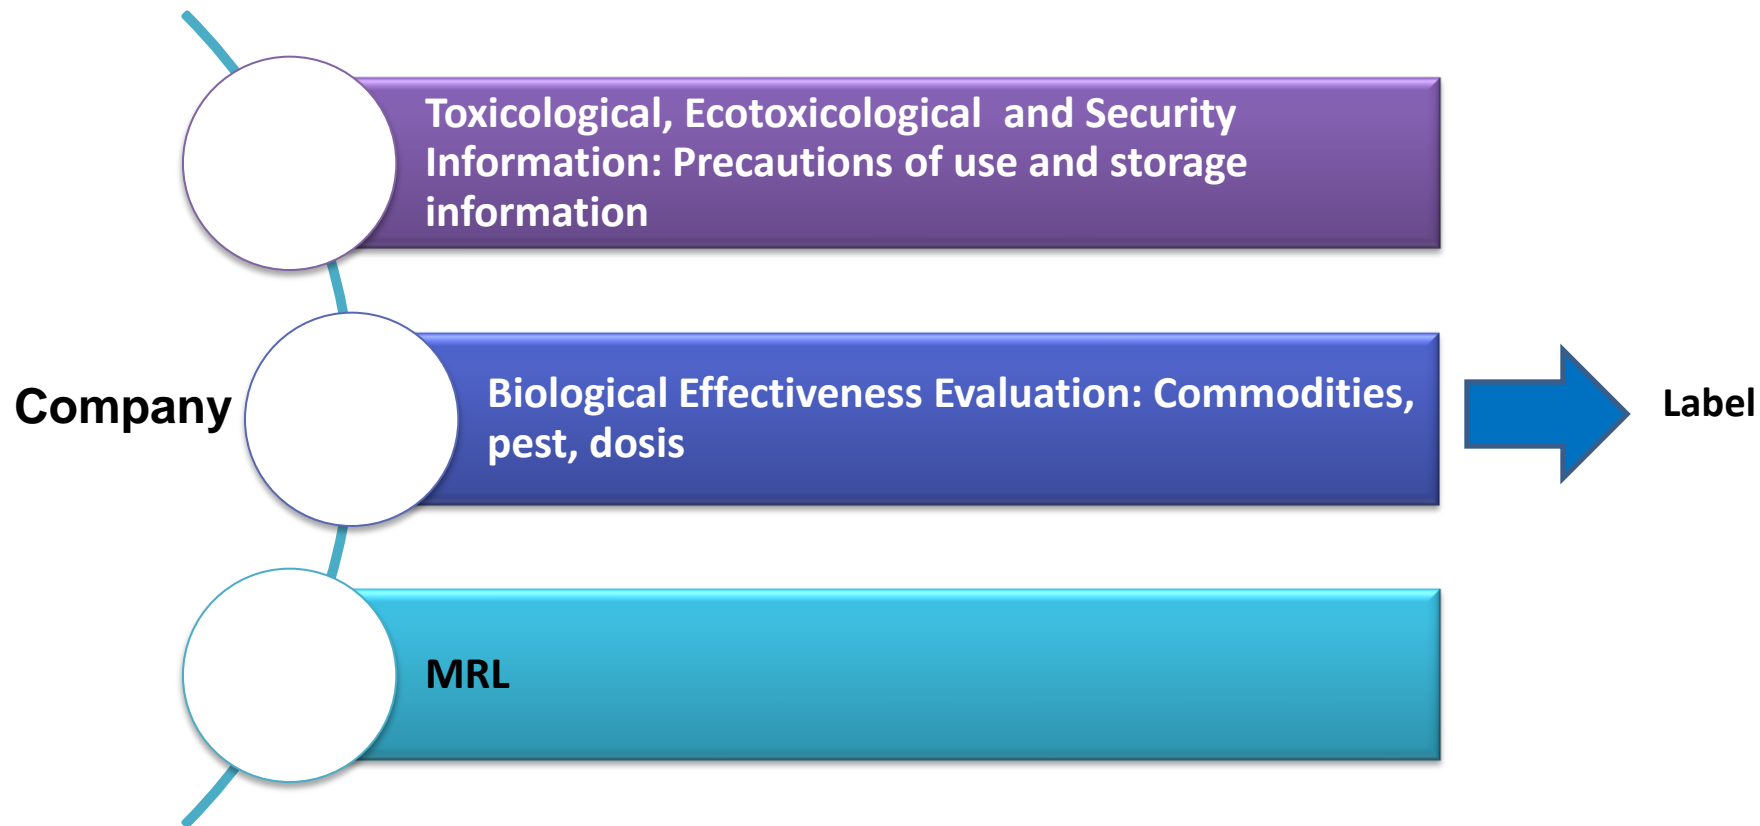 Toxicological, Ecotoxicological  and Security
Information: Precautions of use and storage
information
Company
Biological Effectiveness Evaluation: Commodities,
pest, dosis
Label
MRL